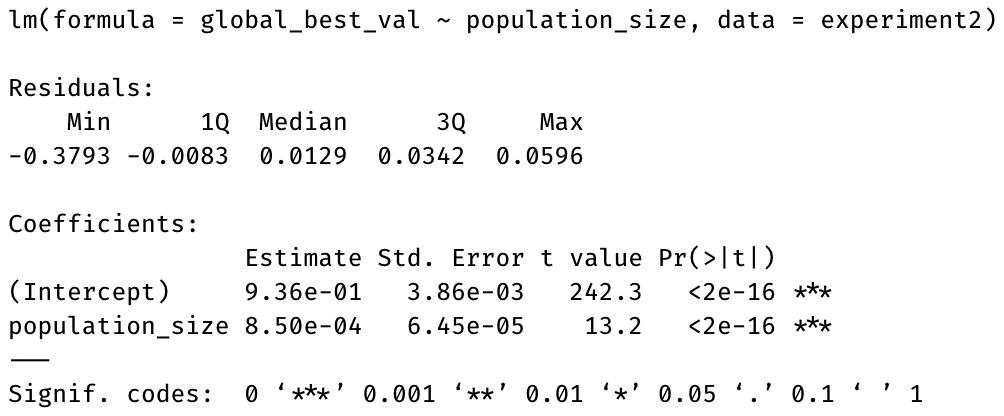 lm(formula = global_best_val ~ population_size, data = experiment2)

Residuals:
    Min      1Q  Median      3Q     Max
-0.3793 -0.0083  0.0129  0.0342  0.0596

Coefficients:
                Estimate Std. Error t value Pr(>|t|)
(Intercept)     9.36e-01   3.86e-03   242.3   <2e-16 ***
population_size 8.50e-04   6.45e-05    13.2   <2e-16 ***
---
Signif. codes:  0 ‘***’ 0.001 ‘**’ 0.01 ‘*’ 0.05 ‘.’ 0.1 ‘ ’ 1